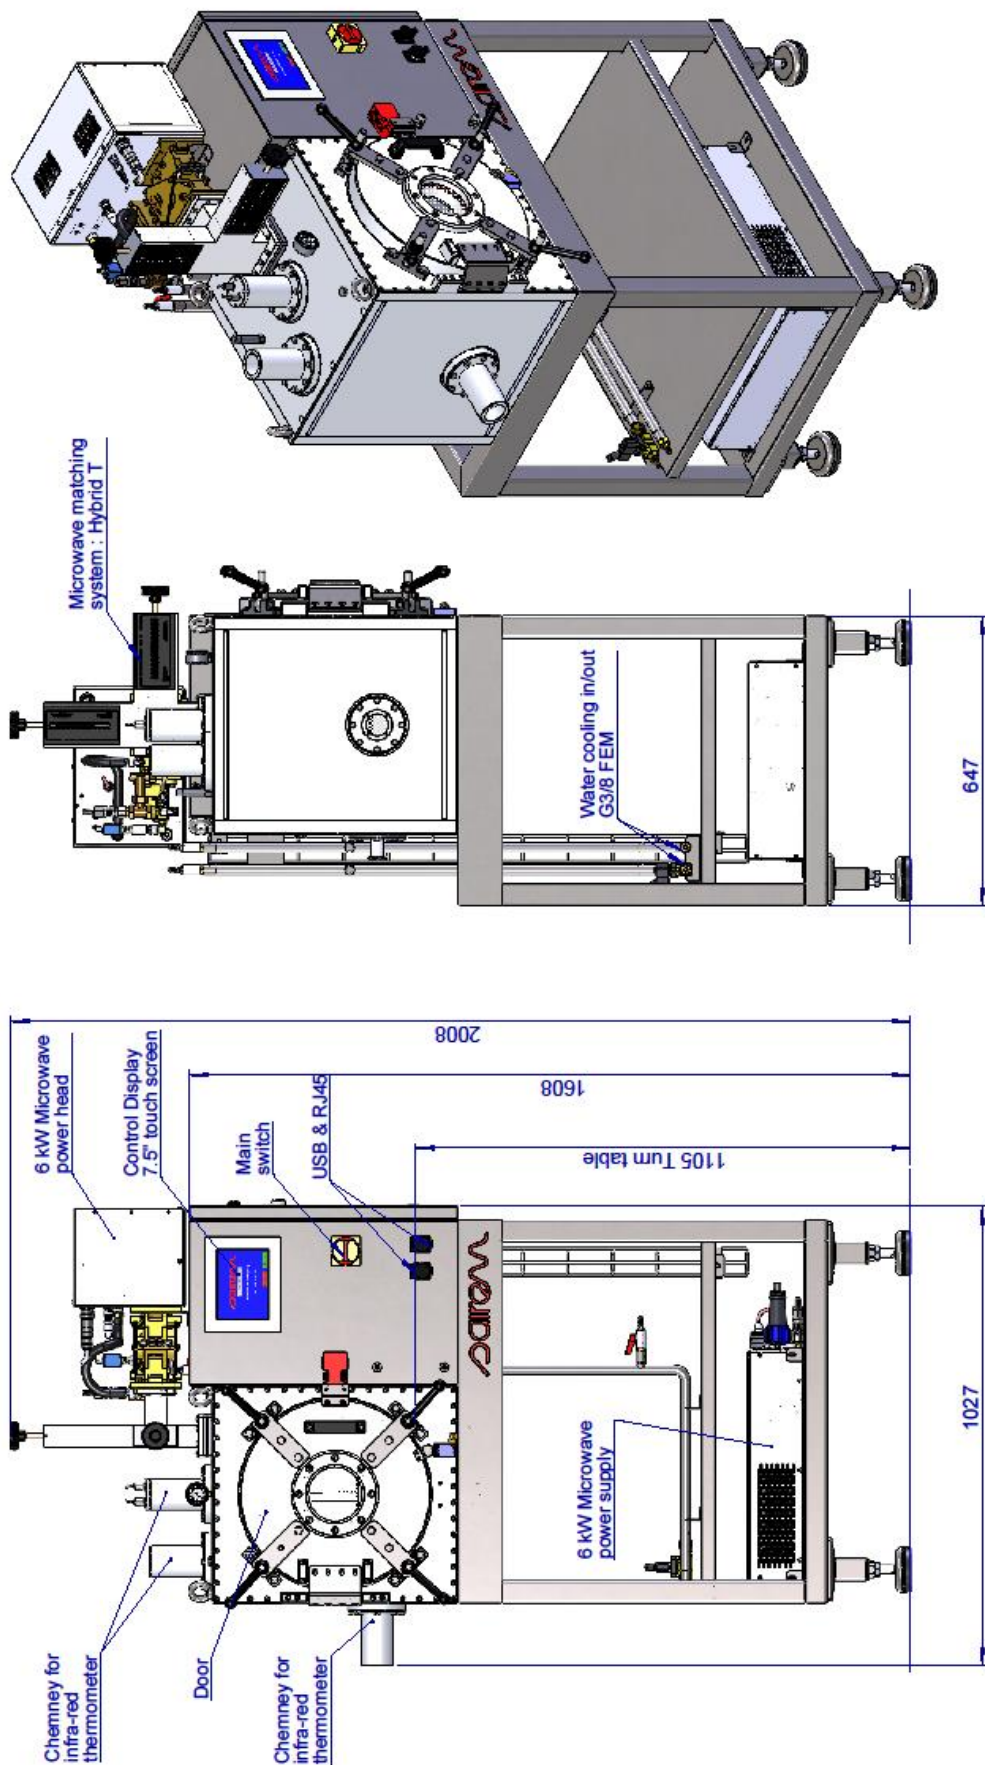 Microwave matching
system : Hybrid T
Water cooling in/out
G3/8 FEM
647
6 kW Microwave
power head
Control Display
7.5" touch screen
Main
switch
USB & RJ45
2008
1608
1105 Turn table
1027
6 kW Microwave
power supply
Chemney for
infra-red
thermometer
Door
Chemney for
infra-red
thermometer